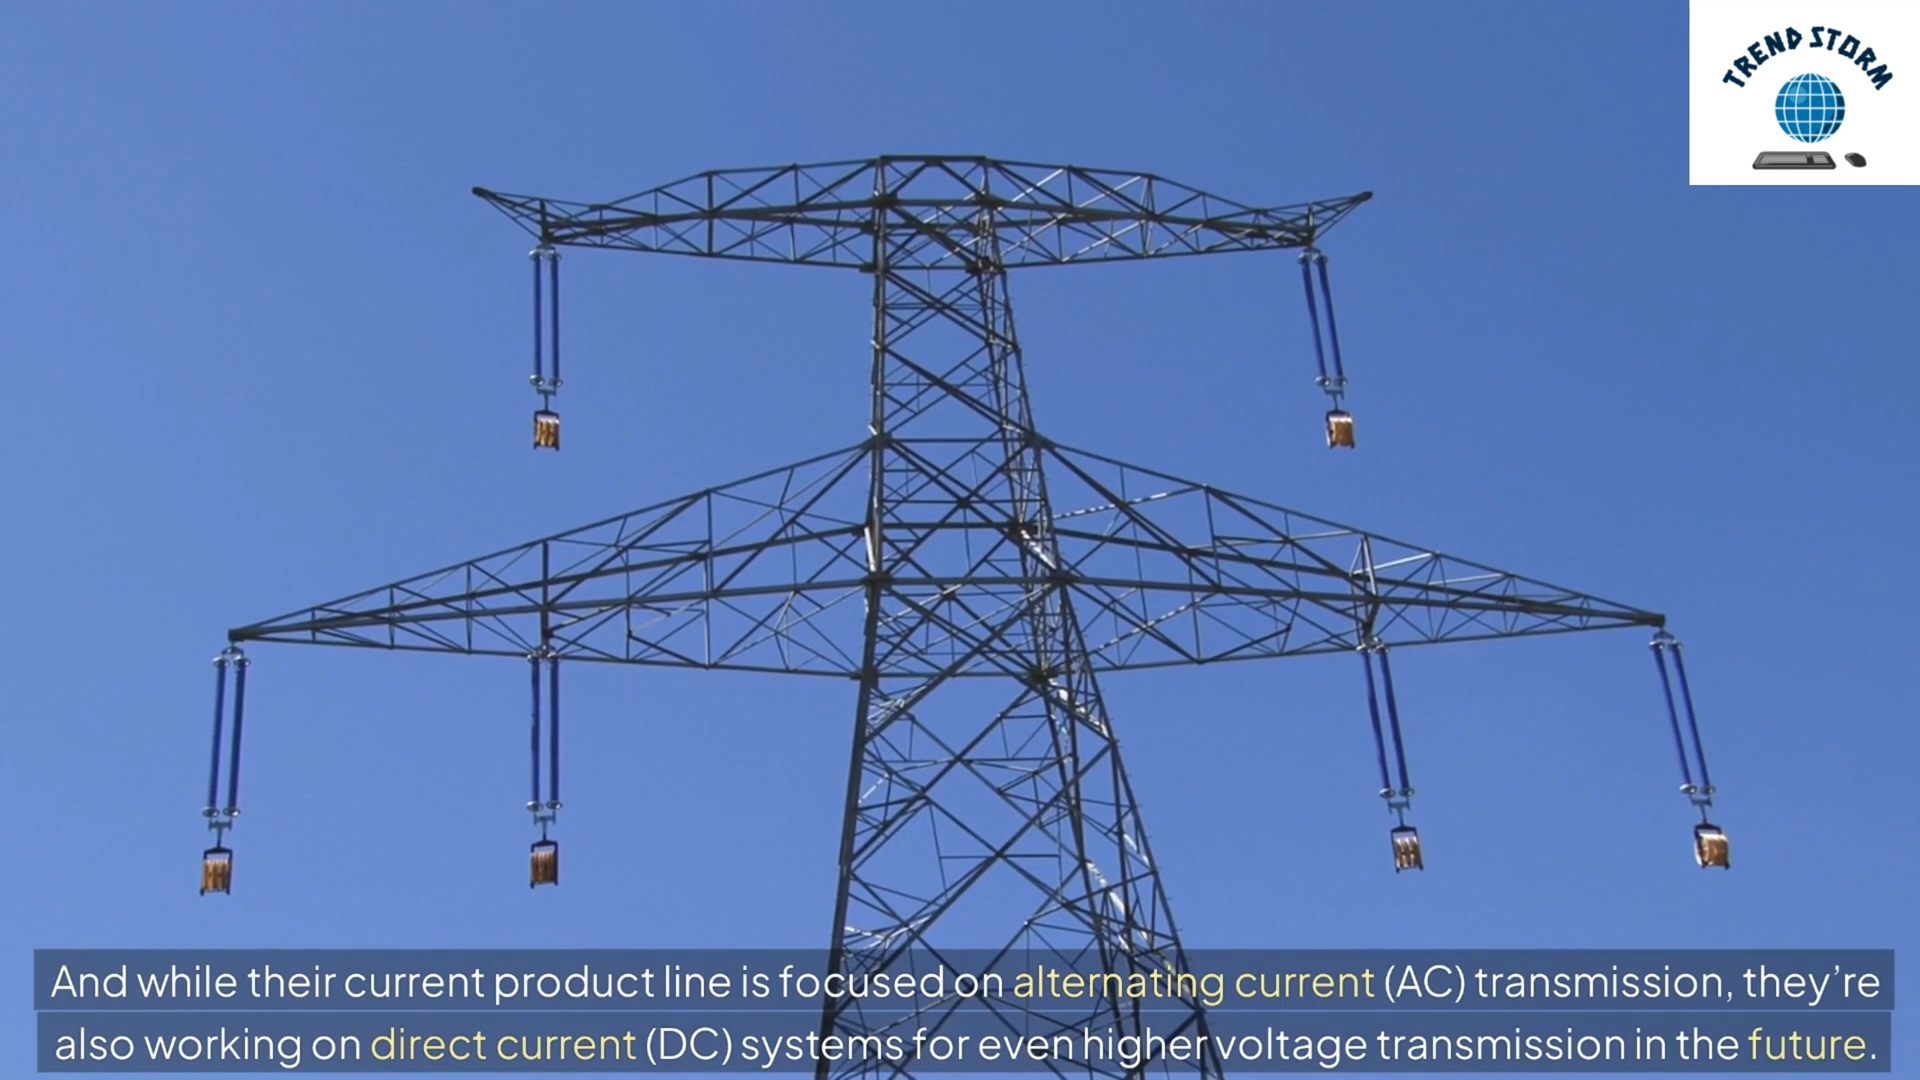 TREND STORM
And while their current product line is focused on alternating current (AC) transmission, they're
also working on direct current (DC) systems for even higher voltage transmission in the future.